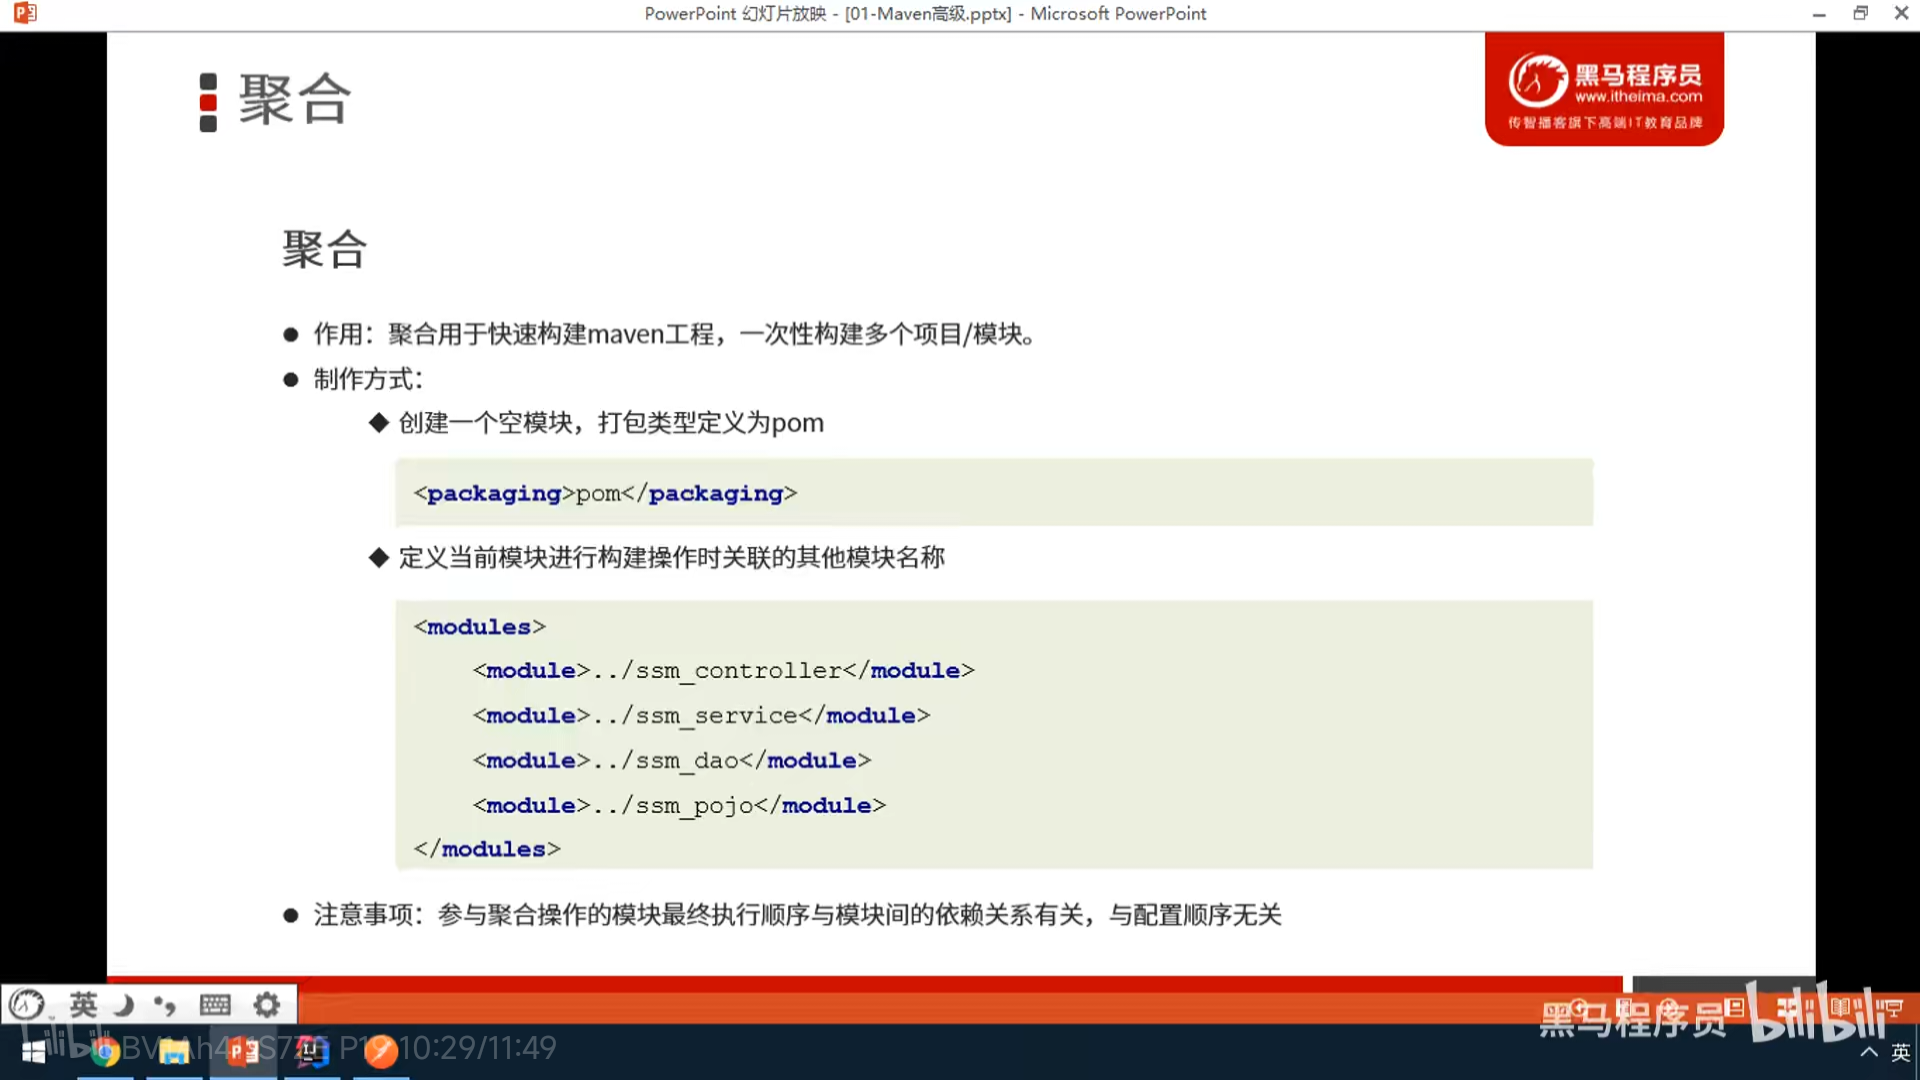 PowerPoint 幻灯片放映 - [01-Maven高级.pptx] - Microsoft PowerPoint
聚合
黑马程序员
www.itheima.com
传智播客旗下高端IT教育品牌
聚合
作用：聚合用于快速构建maven工程，一次性构建多个项目/模块。
制作方式：
创建一个空模块，打包类型定义为pom
<packaging>pom</packaging>
定义当前模块进行构建操作时关联的其他模块名称
<modules>
<module>../ssm_controller</module>
<module>../ssm_service</module>
<module>../ssm_dao</module>
<module>../ssm_pojo</module>
</modules>
注意事项：参与聚合操作的模块最终执行顺序与模块间的依赖关系有关，与配置顺序无关
英
黑马程序员 bilibili
bilibili 10:29/11:49
英